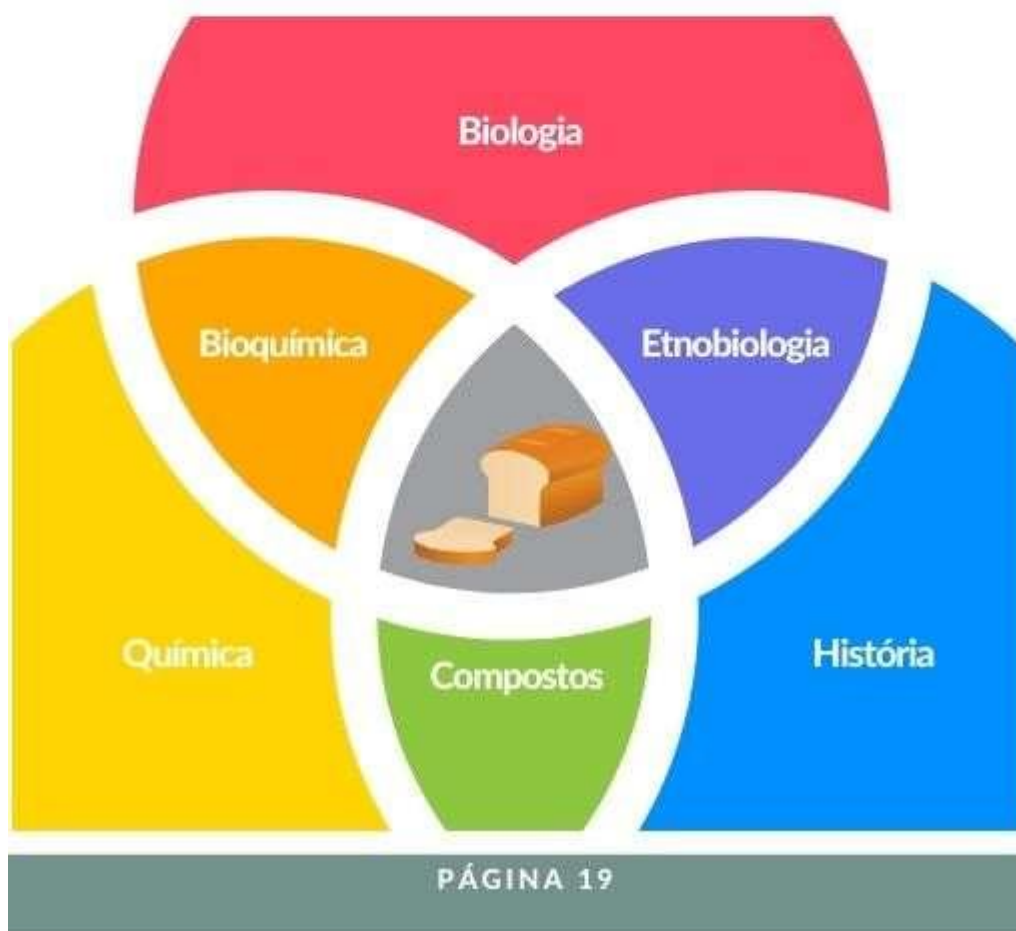 Biologia
Bioquímica
Etnobiologia
Química
Compostos
História
PÁGINA 19